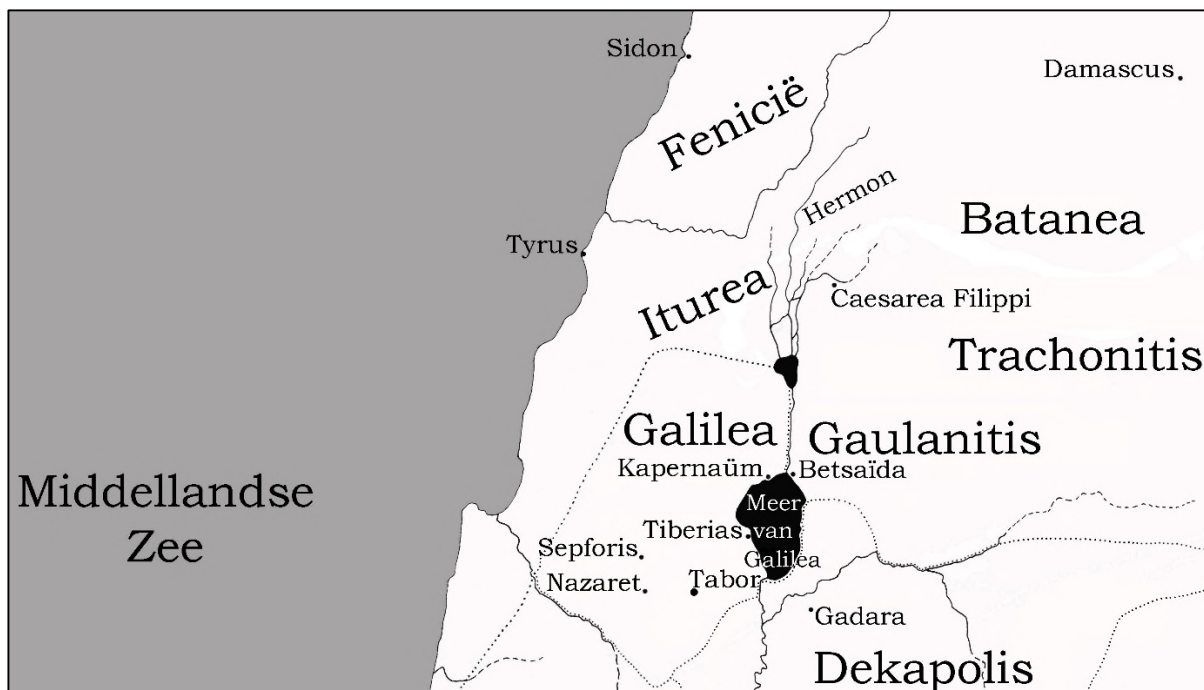 Sidon
Damascus
Fenicië
Hermon
Batanea
Tyrus
Iturea
Caesarea Filippi
Trachonitis
Galilea
Gaulanitis
Kapernaüm
Betsaïda
Middellandse
Zee
Meer
van
Galilea
Tiberias
Sepforis
Nazaret
Tabor
Gadara
Dekapolis